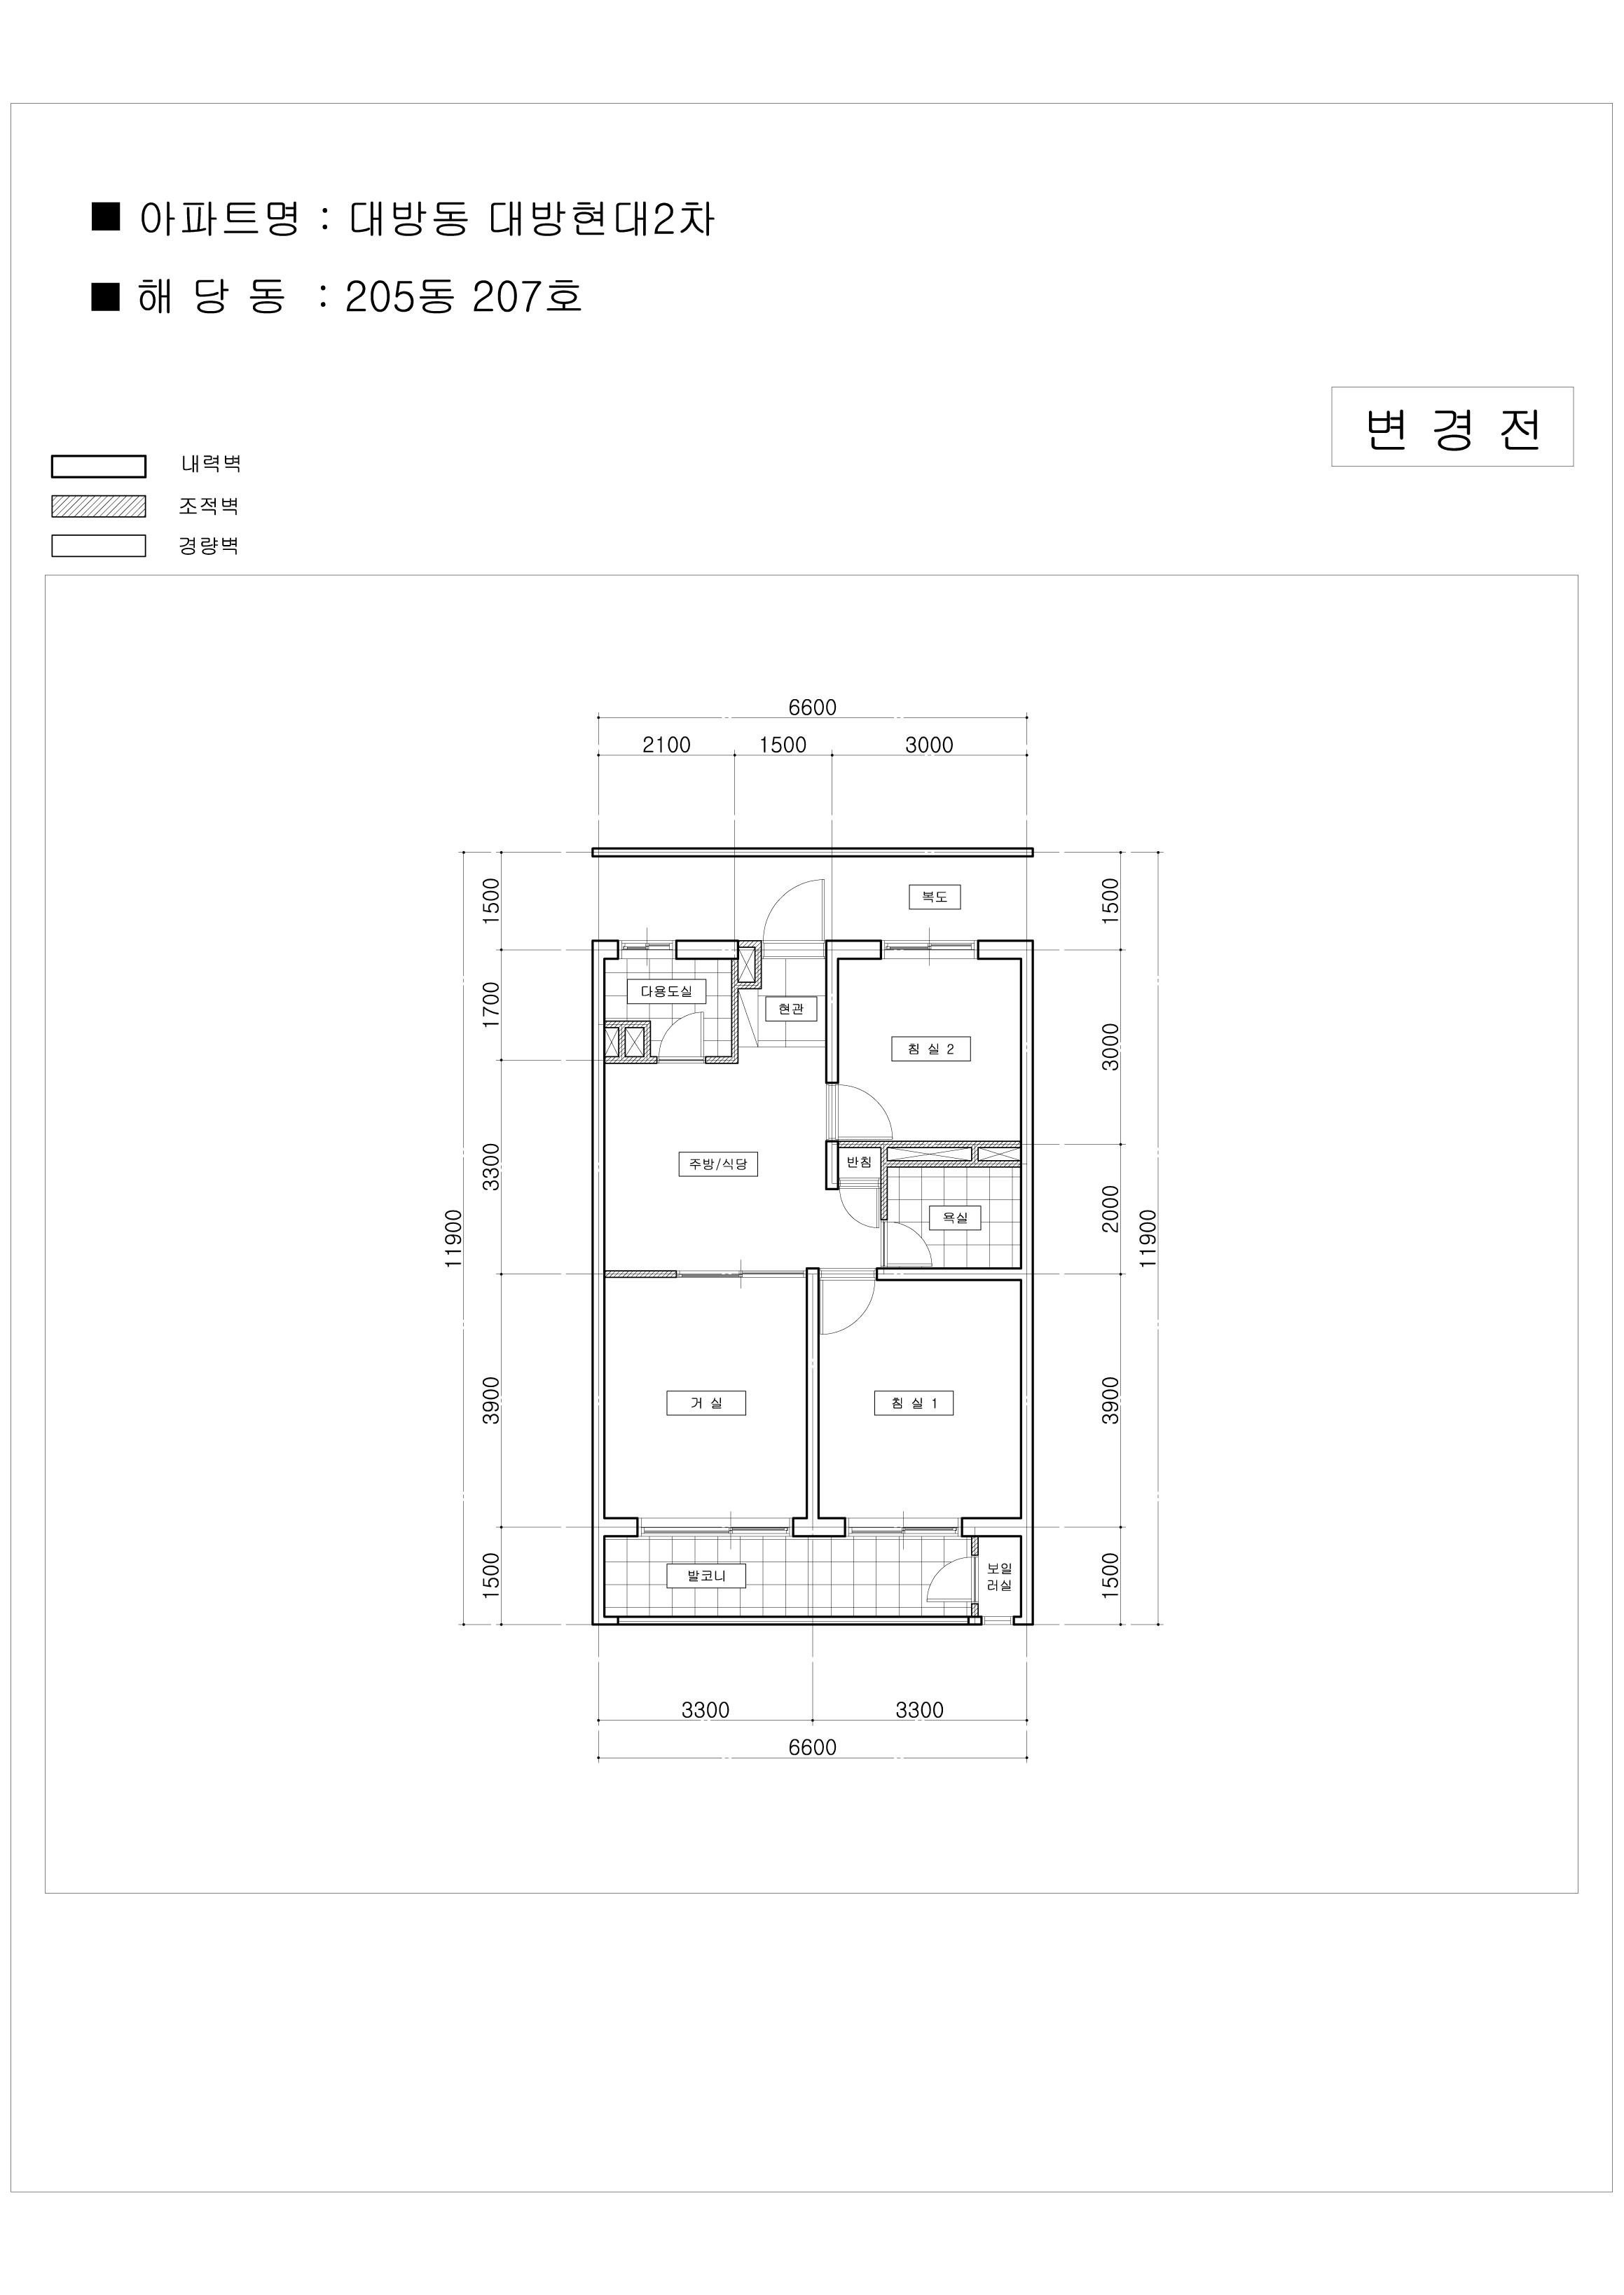 ■ 아파트명 : 대방동 대방현대2차
■ 해 당 동 : 205동 207호
변 경 전
내력벽
조적벽
경량벽
6600
2100 1500 3000
1500
복도
1500
1700
다용도실
현관
침 실 2
3000
3300
주방/식당
반침
욕실
2000
11900
11900
3900
거 실
침 실 1
3900
1500
발코니
보일
러실
1500
3300 3300
6600